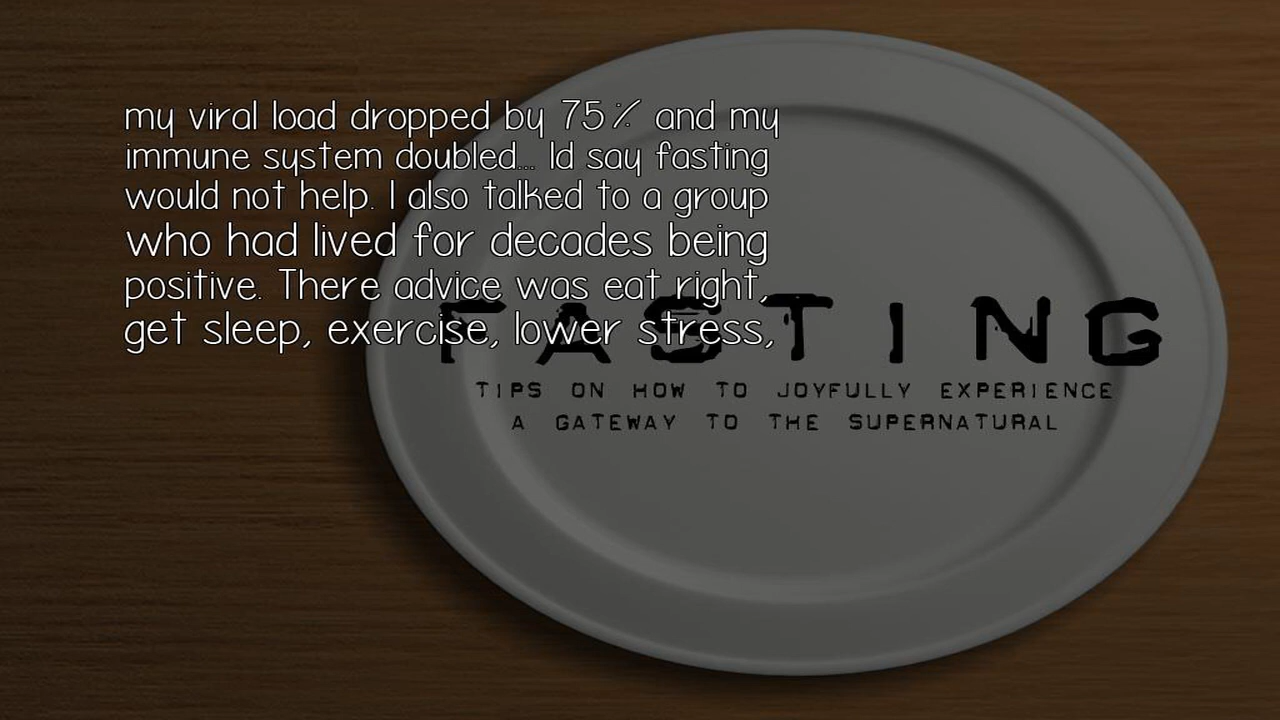 my viral load dropped by 75% and my
immune system doubled... Id say fasting
would not help. I also talked to a group
who had lived for decades being
positive. There advice was eat right,
get sleep, exercise, lower stress,
FASTING
TIPS ON HOW TO JOYFULLY EXPERIENCE
A GATEWAY TO THE SUPERNATURAL